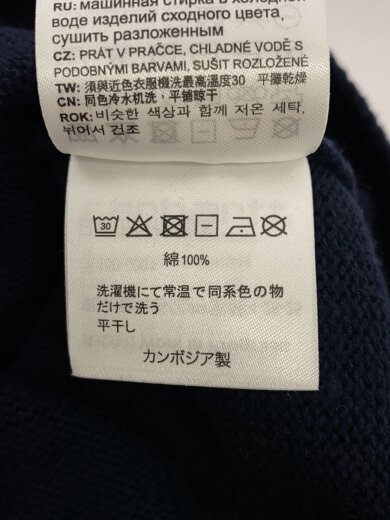 RU: машинная стирка в холодной
воде изделий сходного цвета,
сушить разложенным
CZ: PRÁT V PRAČCE, CHLADNÉ VODĚ S
PODOBNÝMI BARVAMI, SUŠIT ROZLOŽENÉ
TW: 須與近色衣服機洗最高溫度30 平攤乾燥
CN: 同色冷水机洗, 平铺晾干
ROK: 비슷한 색상과 함께 저온 세탁,
뉘어서 건조
30
綿100%
洗濯機にて常温で同系色の物
だけで洗う
平干し
カンボジア製